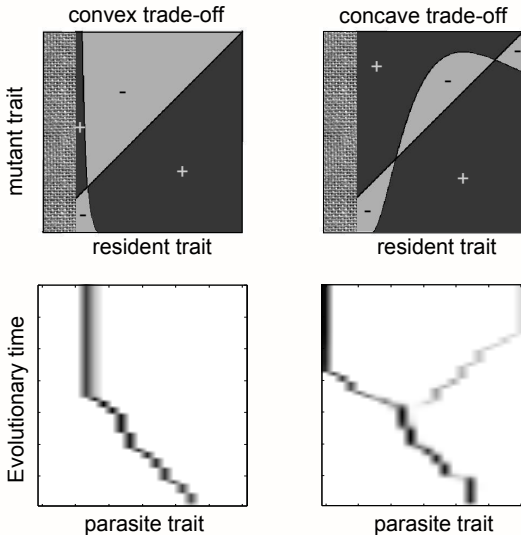 convex trade-off
concave trade-off
mutant trait
+
-
+
-
+
-
-
+
-
resident trait
resident trait
Evolutionary time
parasite trait
parasite trait